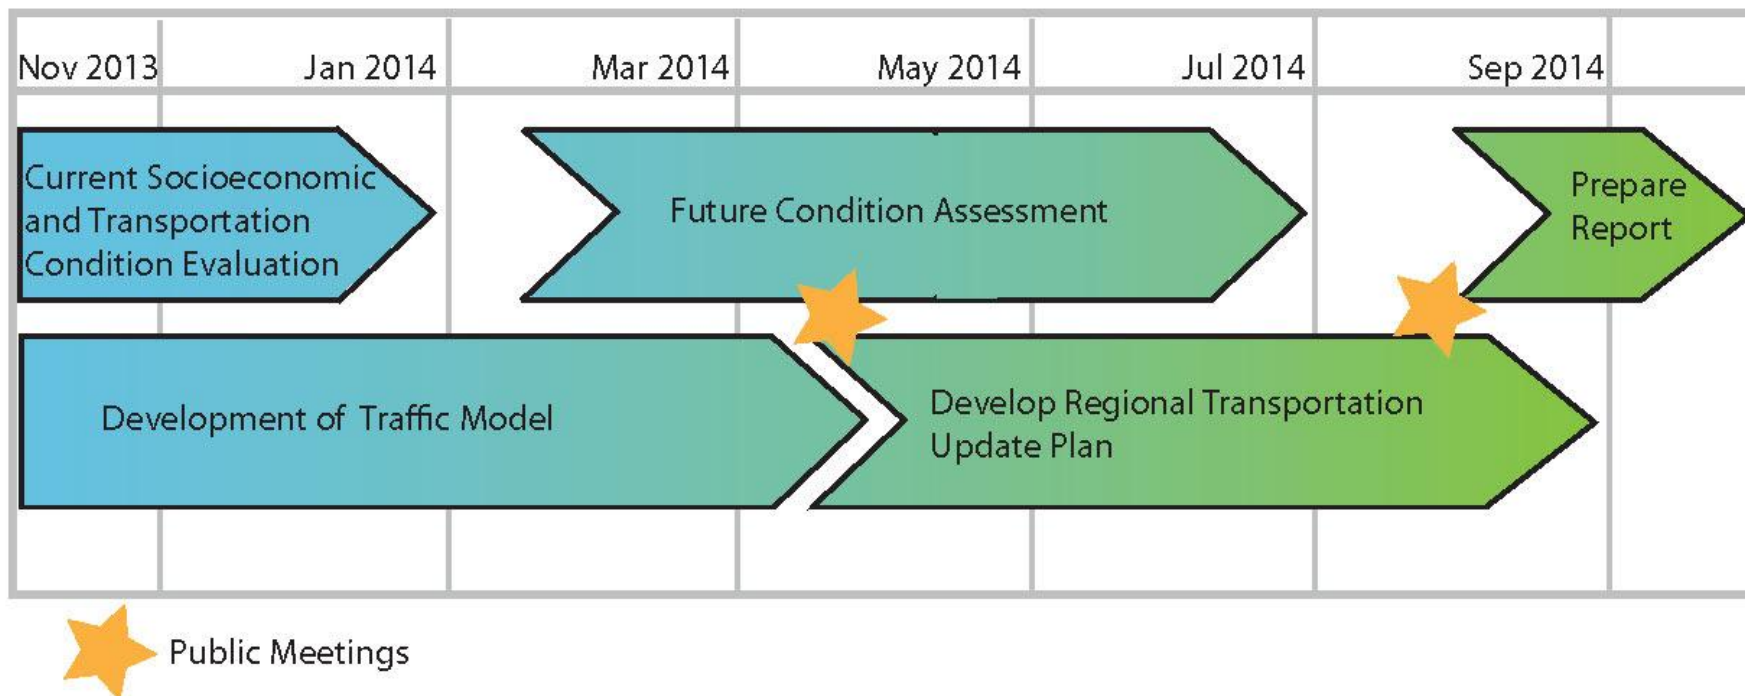 Nov 2013
Jan 2014
Mar 2014
May 2014
Jul 2014
Sep 2014
Current Socioeconomic
and Transportation
Condition Evaluation
Future Condition Assessment
Prepare
Report
Development of Traffic Model
Develop Regional Transportation
Update Plan
Public Meetings